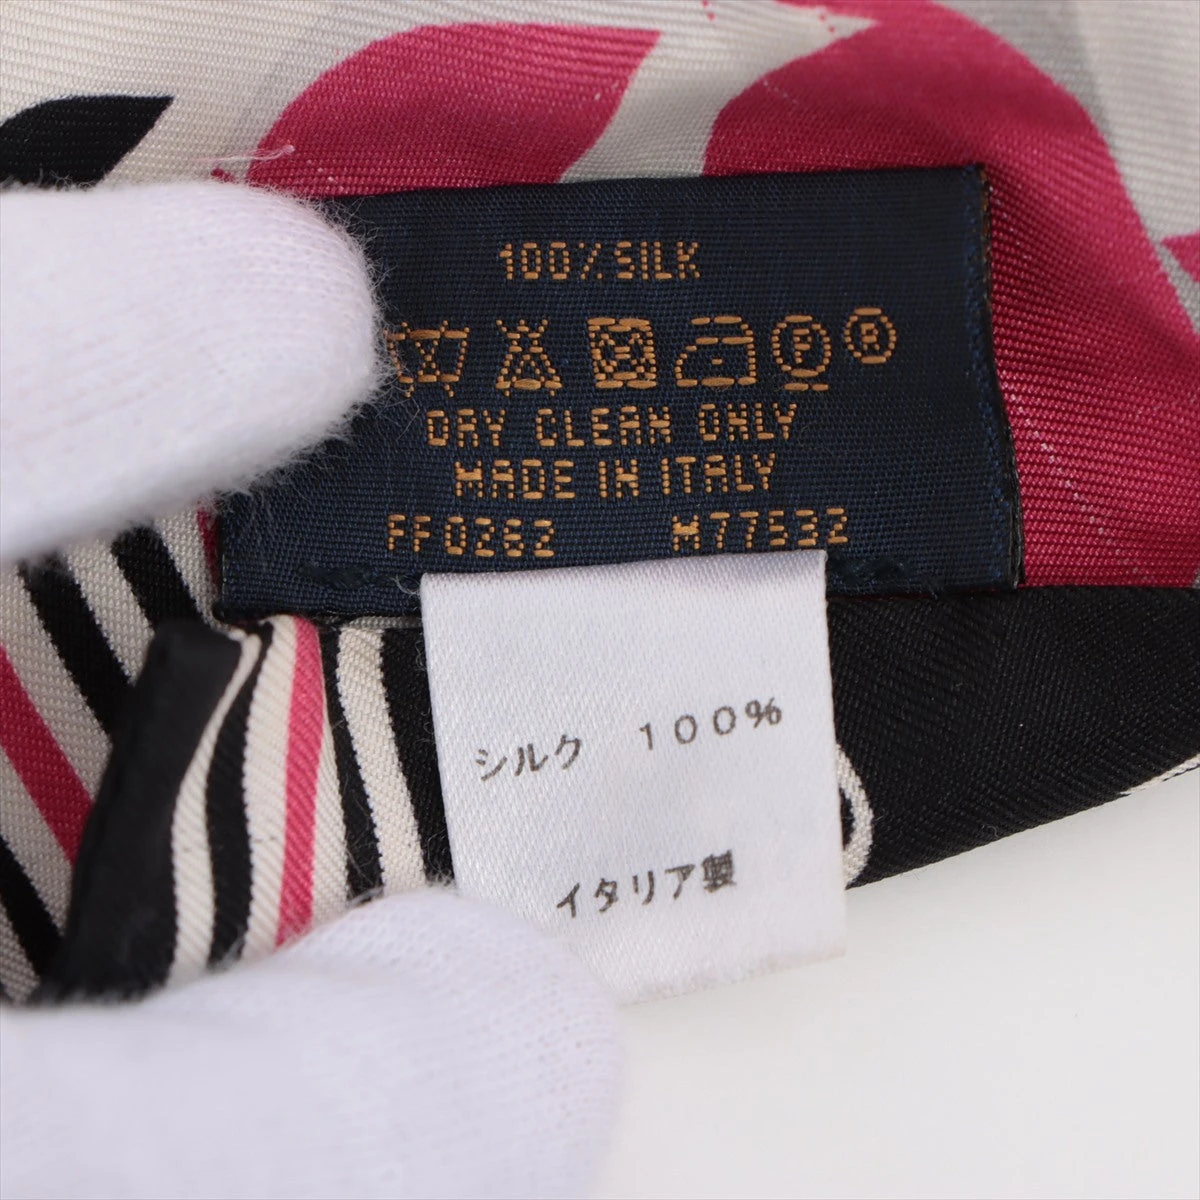 100% SILK
P R
DRY CLEAN ONLY
MADE IN ITALY
FF0262 M77532
シルク　100%
イタリア製